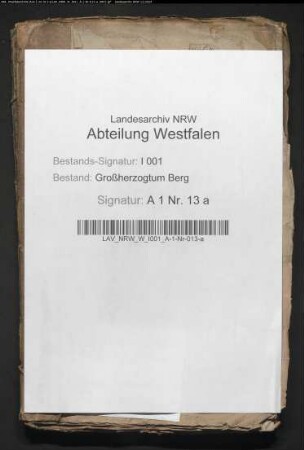 Landesarchiv NRW
Abteilung Westfalen
Bestands-Signatur: I 001
Bestand: Großherzogtum Berg
Signatur: A 1 Nr. 13 a
LAV_NRW_W_I001_A-1-Nr-013-a